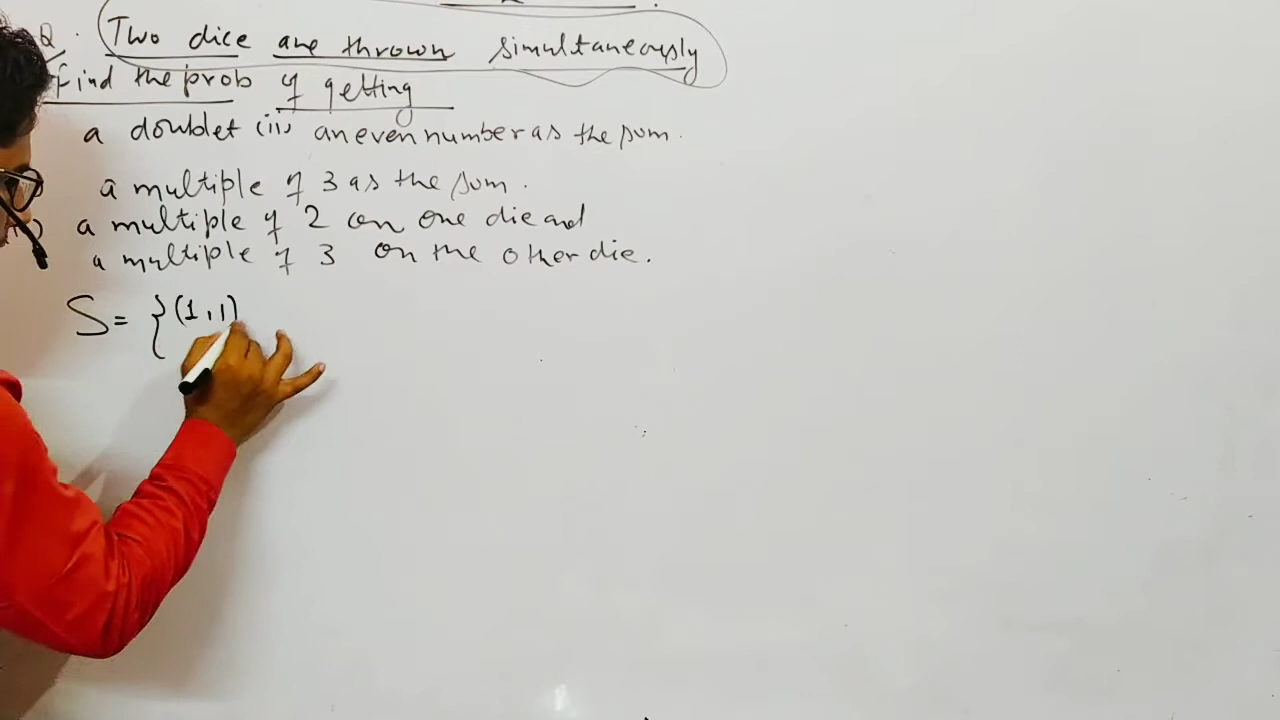 Q. Two dice are thrown simultaneously
Find the prob of getting
a doublet (ii) an even number as the sum.
a multiple of 3 as the sum.
a multiple of 2 on one die and
a multiple of 3 on the other die.
S = {(1,1)